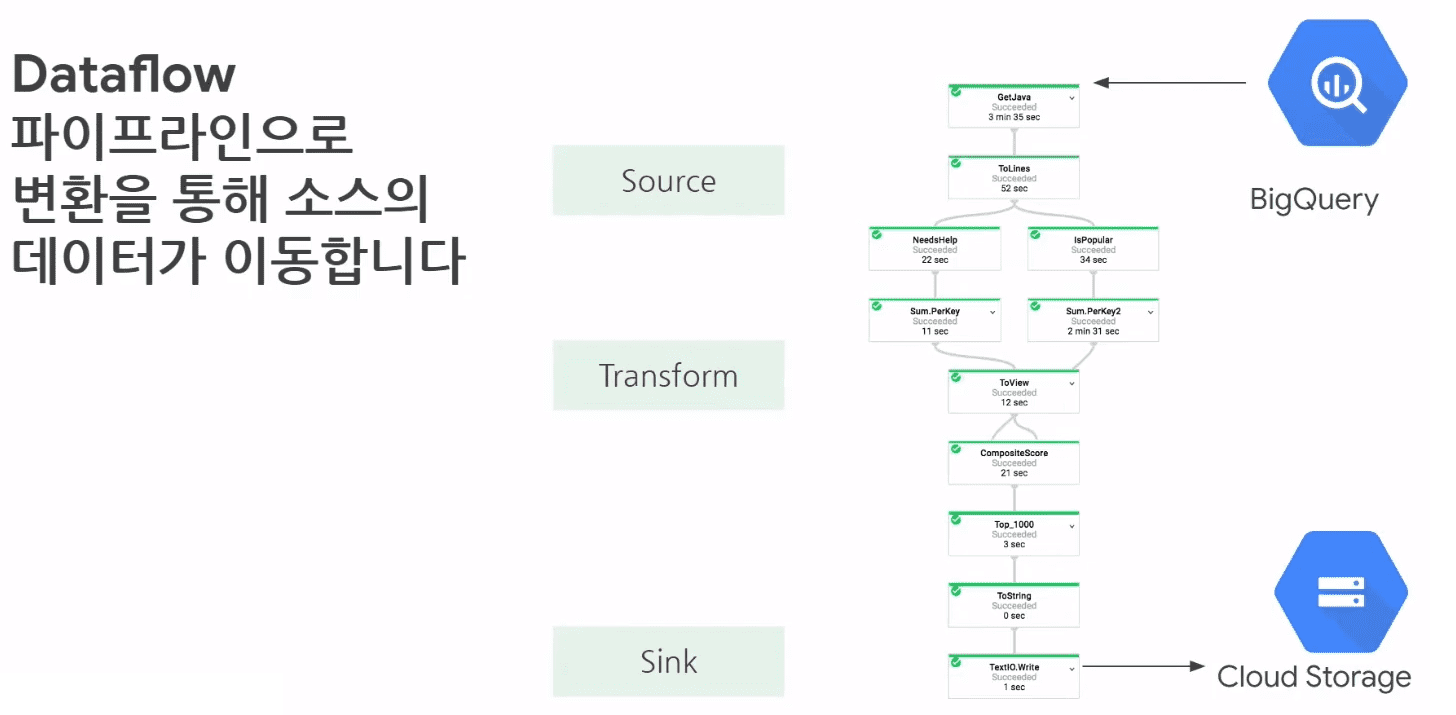 Dataflow
파이프라인으로
변환을 통해 소스의
데이터가 이동합니다
Source
Transform
Sink
GetJava
Succeeded
3 min 35 sec
ToLines
Succeeded
52 sec
NeedsHelp
Succeeded
22 sec
IsPopular
Succeeded
34 sec
Sum.PerKey
Succeeded
11 sec
Sum.PerKey2
Succeeded
2 min 31 sec
ToView
Succeeded
12 sec
CompositeScore
Succeeded
21 sec
Top_1000
Succeeded
3 sec
ToString
Succeeded
0 sec
TextIO.Write
Succeeded
1 sec
BigQuery
Cloud Storage